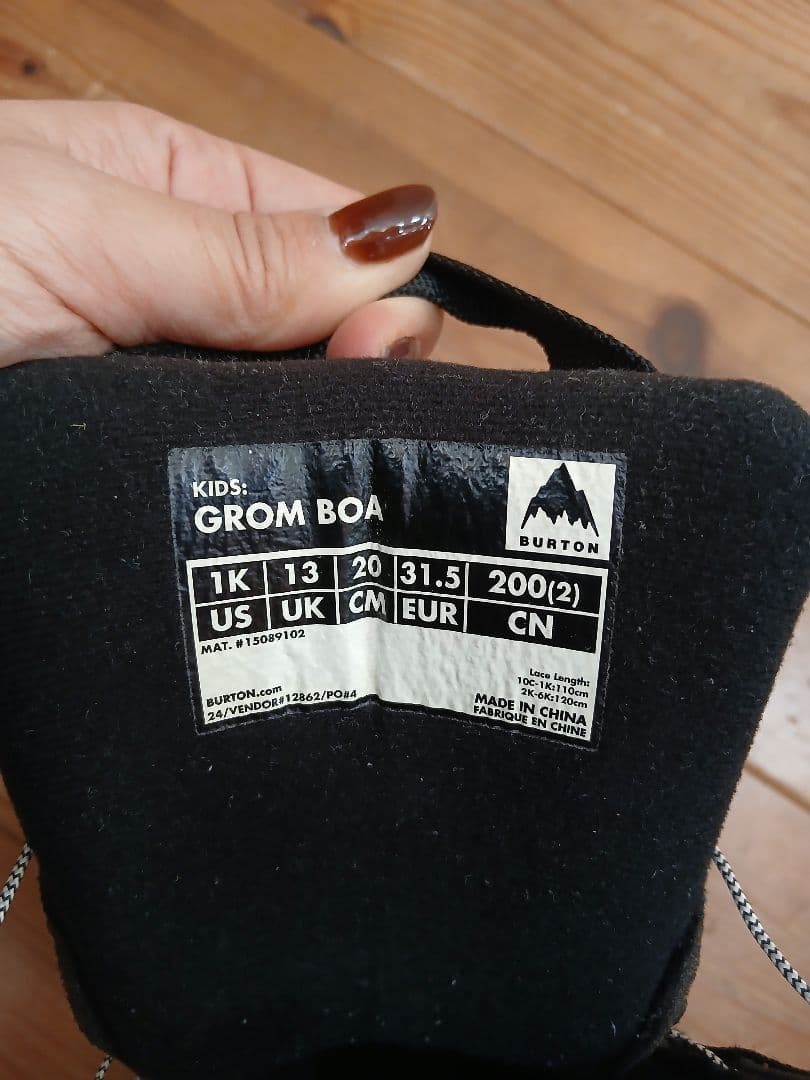 KIDS:
GROM BOA
BURTON
1K 13 20 31.5 200(2)
US UK CM EUR CN
MAT. #15089102
Lace Length:
10C-1K:110cm
2K-6K:120cm
BURTON.com
24/VENDOR#12862/PO#4
MADE IN CHINA
FABRIQUE EN CHINE